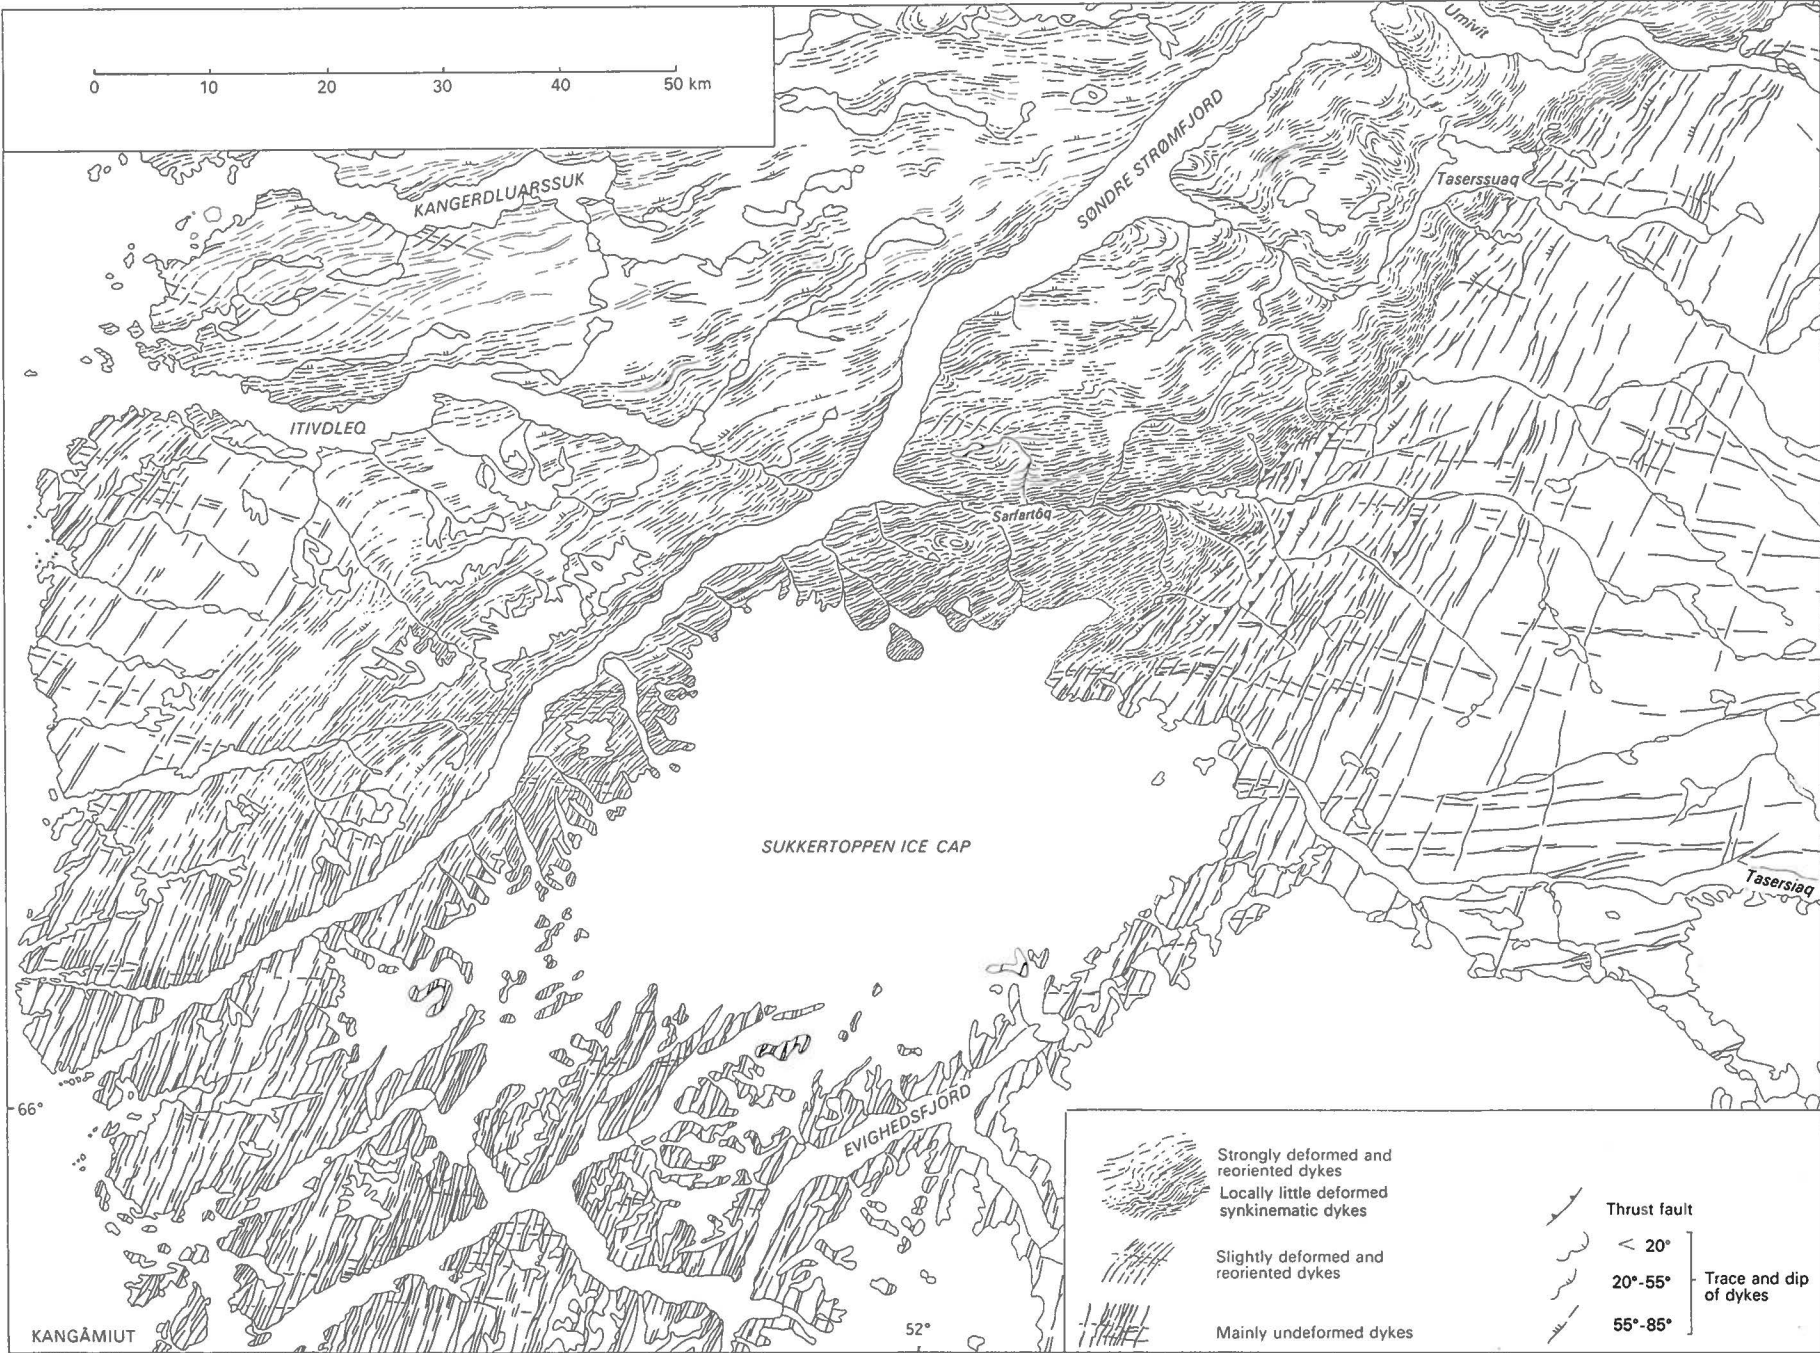 0 10 20 30 40 50 km
Umivit
SØNDRE STRØMFJORD
KANGERDLUARSSUK
Taserssuaq
ITIVDLEQ
Sarfartôq
SUKKERTOPPEN ICE CAP
Tasersiaq
66°
EVIGHEDSFJORD
52°
KANGÅMIUT
Strongly deformed and
reoriented dykes
Locally little deformed
synkinematic dykes
Slightly deformed and
reoriented dykes
Mainly undeformed dykes
Thrust fault
< 20°
20°-55°
55°-85°
Trace and dip
of dykes